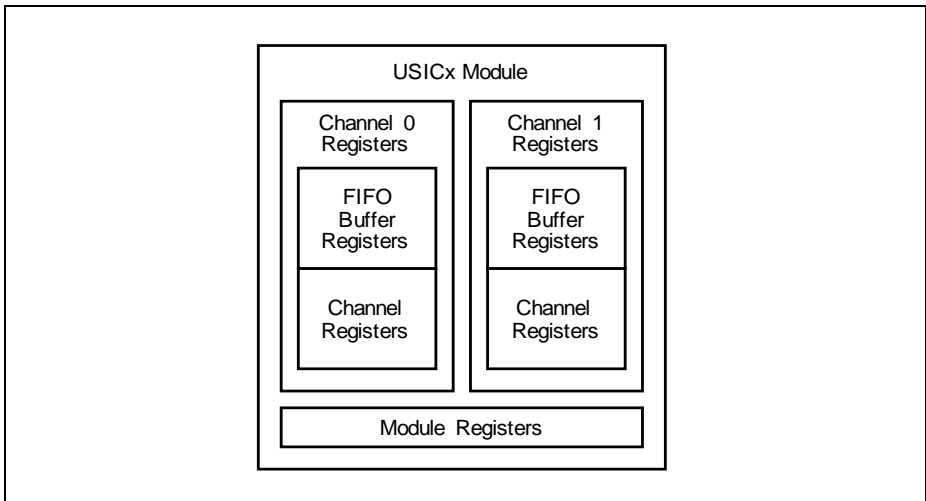 USICx Module
Channel 0
Registers
FIFO
Buffer
Registers
Channel
Registers
Channel 1
Registers
FIFO
Buffer
Registers
Channel
Registers
Module Registers